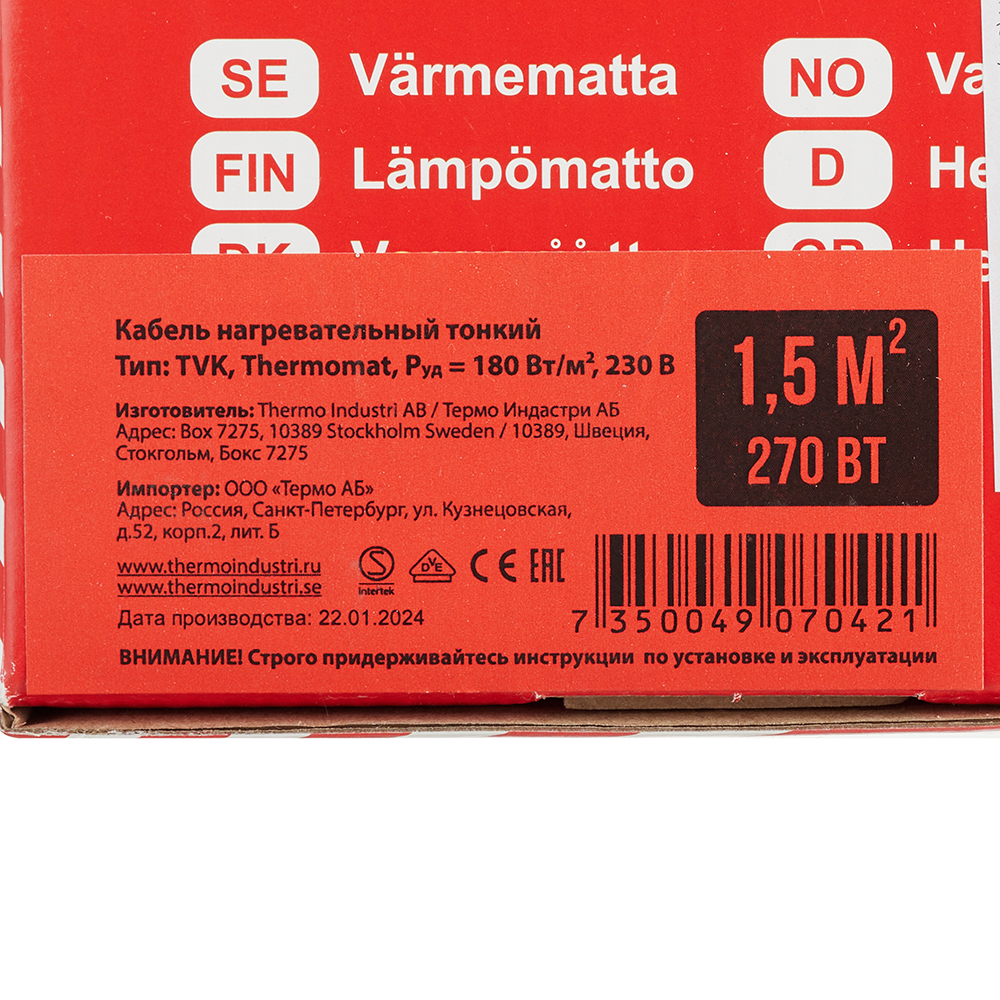 SE Värmematta NO
FIN Lämpömatto D
Кабель нагревательный тонкий
Тип: TVK, Thermomat, Pуд = 180 Вт/м², 230 В
1,5 М²
270 ВТ
Изготовитель: Thermo Industri AB / Термо Индастри АБ
Адрес: Box 7275, 10389 Stockholm Sweden / 10389, Швеция,
Стокгольм, Бокс 7275
Импортер: ООО «Термо АБ»
Адрес: Россия, Санкт-Петербург, ул. Кузнецовская,
д.52, корп.2, лит. Б
www.thermoindustri.ru
www.thermoindustri.se
S Intertek DVE CE EAC
Дата производства: 22.01.2024
7 350049 070421
ВНИМАНИЕ! Строго придерживайтесь инструкции по установке и эксплуатации